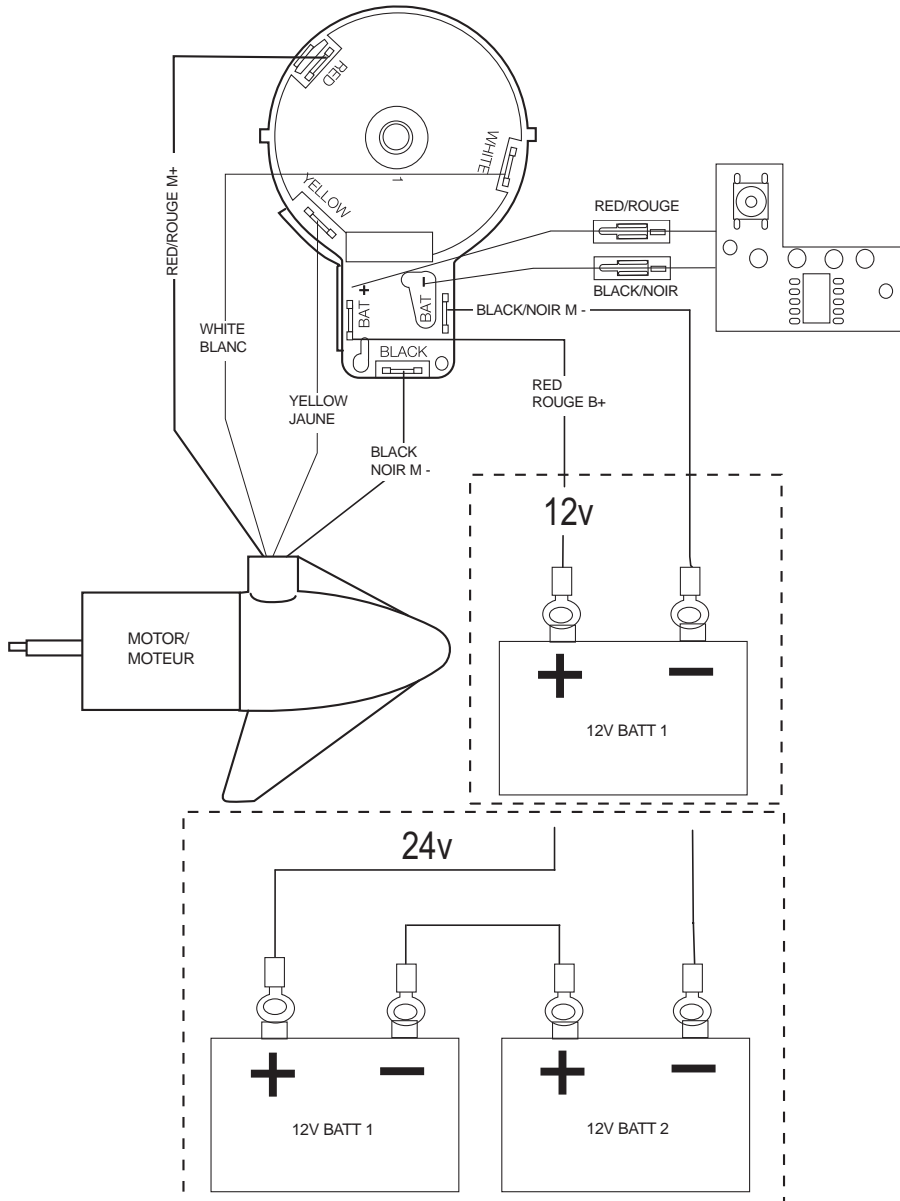 RED
WHITE
YELLOW
1
RED/ROUGE M+
RED/ROUGE
BLACK/NOIR
+
BAT
-
BAT
BLACK/NOIR M -
BLACK
WHITE
BLANC
YELLOW
JAUNE
RED
ROUGE B+
BLACK
NOIR M -
12v
MOTOR/
MOTEUR
+ -
12V BATT 1
24v
+ - + -
12V BATT 1
12V BATT 2